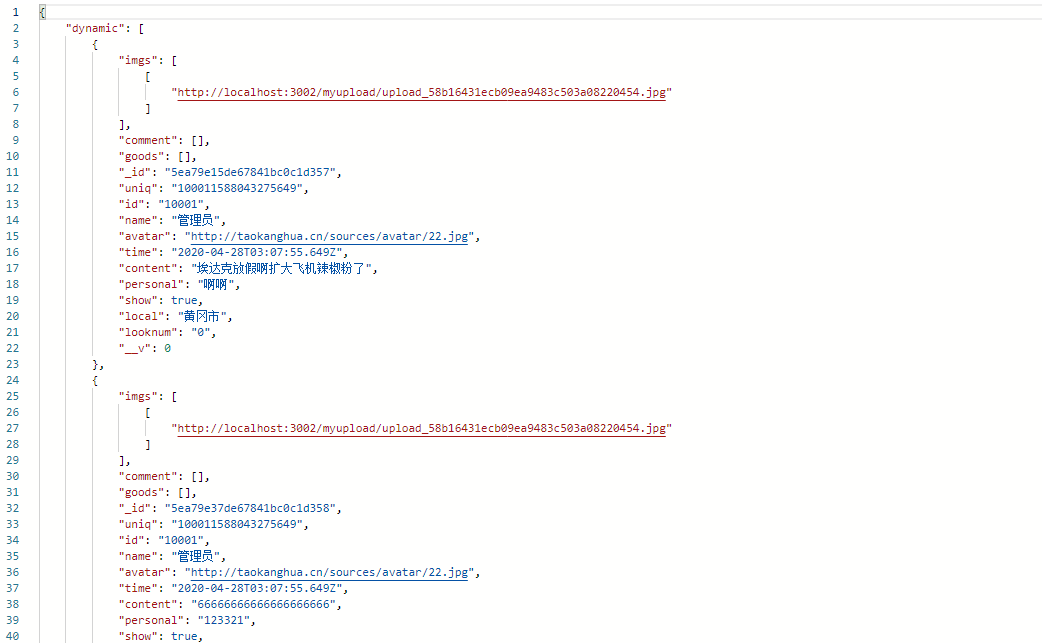 1 {
2 "dynamic": [
3 {
4 "imgs": [
5 [
6 "http://localhost:3002/myupload/upload_58b16431ecb09ea9483c503a08220454.jpg"
7 ]
8 ],
9 "comment": [],
10 "goods": [],
11 "_id": "5ea79e15de67841bc0c1d357",
12 "uniq": "100011588043275649",
13 "id": "10001",
14 "name": "管理员",
15 "avatar": "http://taokanghua.cn/sources/avatar/22.jpg",
16 "time": "2020-04-28T03:07:55.649Z",
17 "content": "埃达克放假啊扩大飞机辣椒粉了",
18 "personal": "啊啊",
19 "show": true,
20 "local": "黄冈市",
21 "looknum": "0",
22 "__v": 0
23 },
24 {
25 "imgs": [
26 [
27 "http://localhost:3002/myupload/upload_58b16431ecb09ea9483c503a08220454.jpg"
28 ]
29 ],
30 "comment": [],
31 "goods": [],
32 "_id": "5ea79e37de67841bc0c1d358",
33 "uniq": "100011588043275649",
34 "id": "10001",
35 "name": "管理员",
36 "avatar": "http://taokanghua.cn/sources/avatar/22.jpg",
37 "time": "2020-04-28T03:07:55.649Z",
38 "content": "66666666666666666666",
39 "personal": "123321",
40 "show": true,